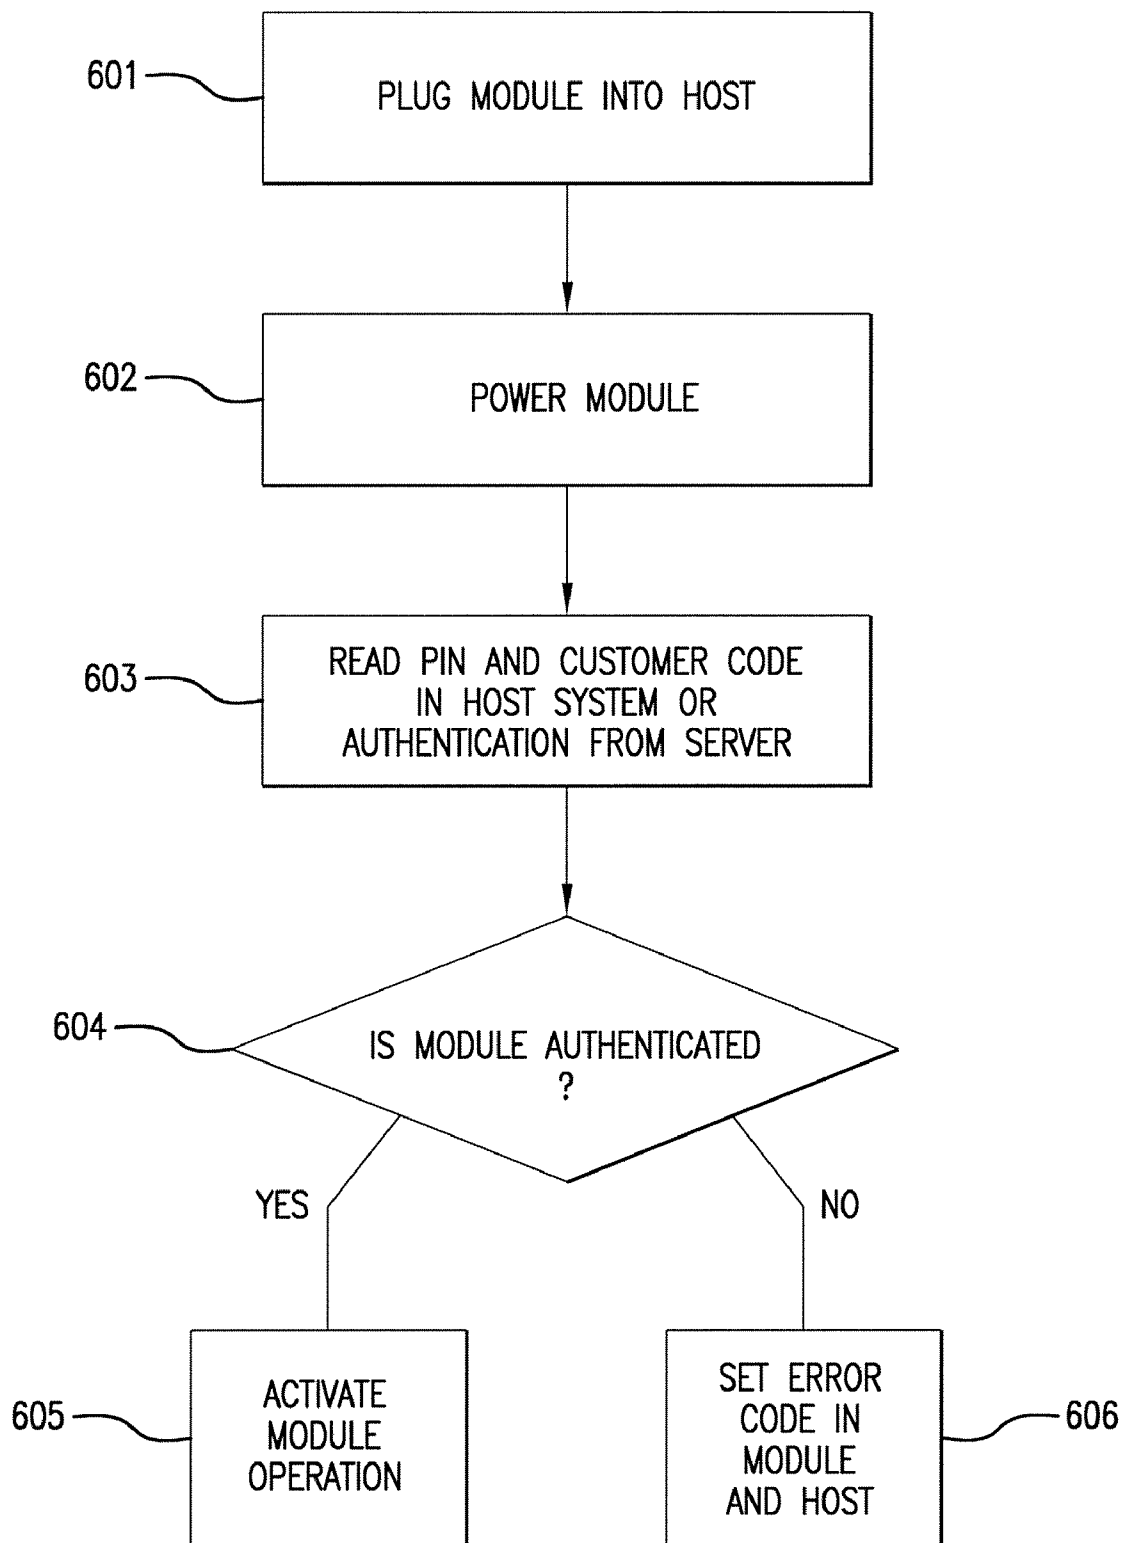 601
PLUG MODULE INTO HOST
602
POWER MODULE
603
READ PIN AND CUSTOMER CODE
IN HOST SYSTEM OR
AUTHENTICATION FROM SERVER
604
IS MODULE AUTHENTICATED
?
YES
NO
605
ACTIVATE
MODULE
OPERATION
SET ERROR
CODE IN
MODULE
AND HOST
606